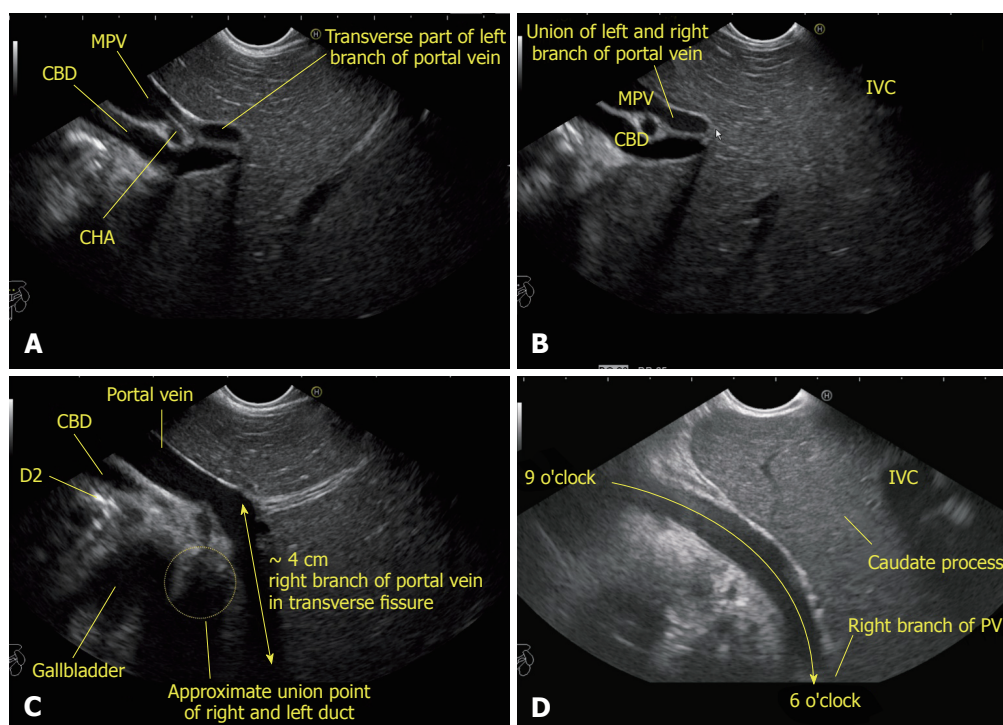 MPV
CBD
CHA
Transverse part of left
branch of portal vein
H
A
Union of left and right
branch of portal vein
MPV
CBD
IVC
H
B
Portal vein
CBD
D2
H
~ 4 cm
right branch of portal vein
in transverse fissure
Gallbladder
Approximate union point
of right and left duct
C
9 o'clock
H
IVC
Caudate process
Right branch of PV
6 o'clock
D